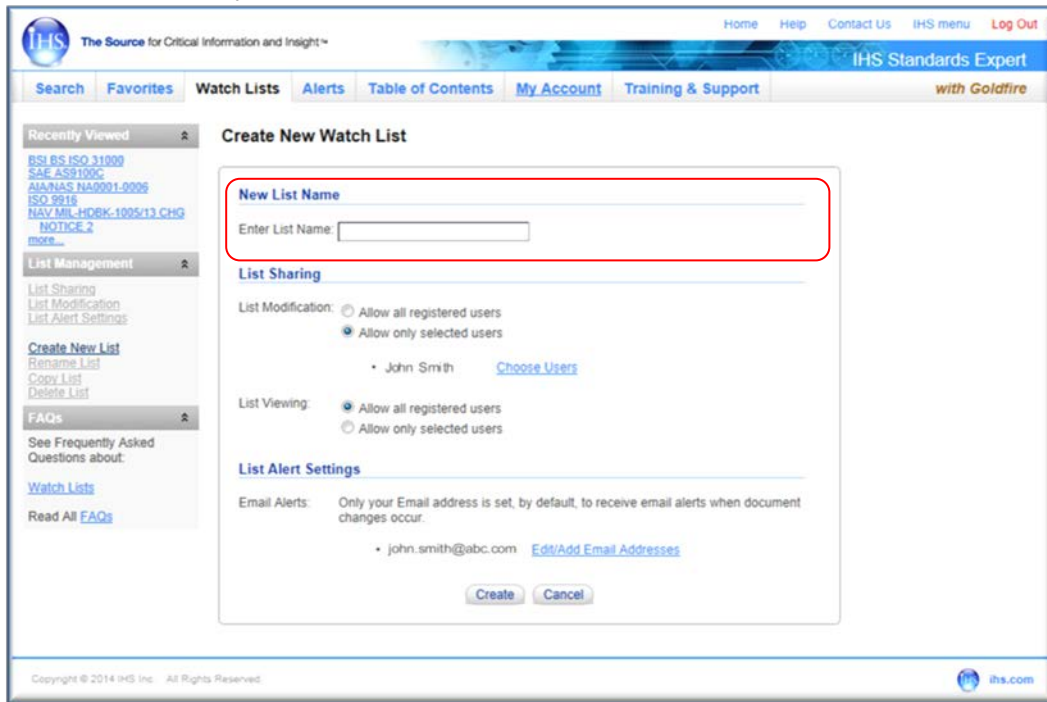 Home Help Contact Us IHS menu Log Out
IHS The Source for Critical Information and Insight℠
IHS Standards Expert
Search Favorites Watch Lists Alerts Table of Contents My Account Training & Support with Goldfire
Recently Viewed
BSI BS ISO 31000
SAE AS9100C
AIA/NAS NA0001-0006
ISO 9916
NAV MIL-HDBK-1005/13 CHG
NOTICE 2
more...
List Management
List Sharing
List Modification
List Alert Settings
Create New List
Rename List
Copy List
Delete List
FAQs
See Frequently Asked
Questions about:
Watch Lists
Read All FAQs
Create New Watch List
New List Name
Enter List Name:
List Sharing
List Modification: Allow all registered users
Allow only selected users
• John Smith Choose Users
List Viewing: Allow all registered users
Allow only selected users
List Alert Settings
Email Alerts: Only your Email address is set, by default, to receive email alerts when document
changes occur.
• john.smith@abc.com Edit/Add Email Addresses
Create Cancel
Copyright © 2014 IHS Inc. All Rights Reserved.
IHS ihs.com